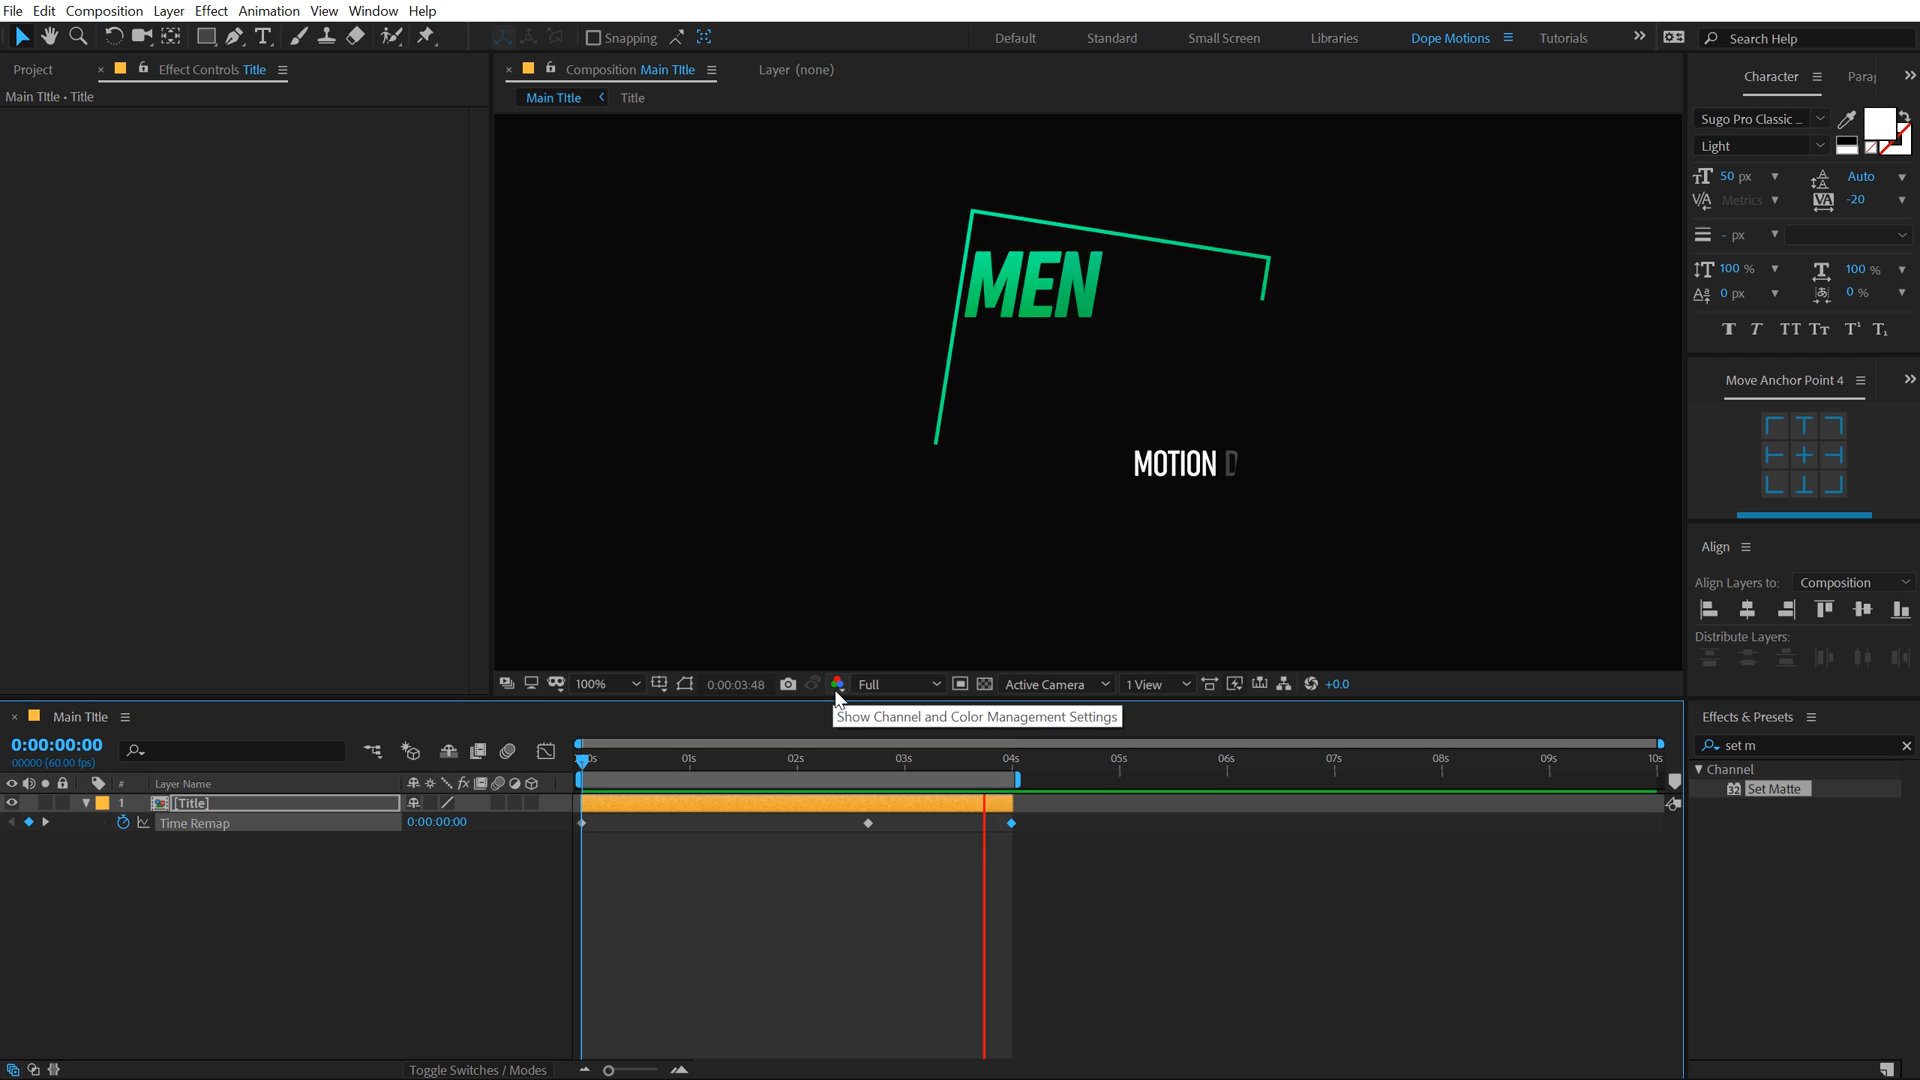 File Edit Composition Layer Effect Animation View Window Help
Snapping
Default Standard Small Screen Libraries Dope Motions Tutorials
Search Help
Project
Effect Controls Title
Main TItle • Title
Composition Main TItle
Layer (none)
Main TItle
Title
MEN
MOTION D
100%
0:00:03:48
Full
Active Camera
1 View
+0.0
Show Channel and Color Management Settings
Character
Para
Sugo Pro Classic _
Light
50 px
Auto
Metrics
-20
- px
100 %
100 %
0 px
0 %
Move Anchor Point 4
Align
Align Layers to: Composition
Distribute Layers:
Effects & Presets
set m
Channel
32 Set Matte
Main TItle
0:00:00:00
00000 (60.00 fps)
# Layer Name
1 [Title]
Time Remap 0:00:00:00
01s 02s 03s 04s 05s 06s 07s 08s 09s 10s
Toggle Switches / Modes